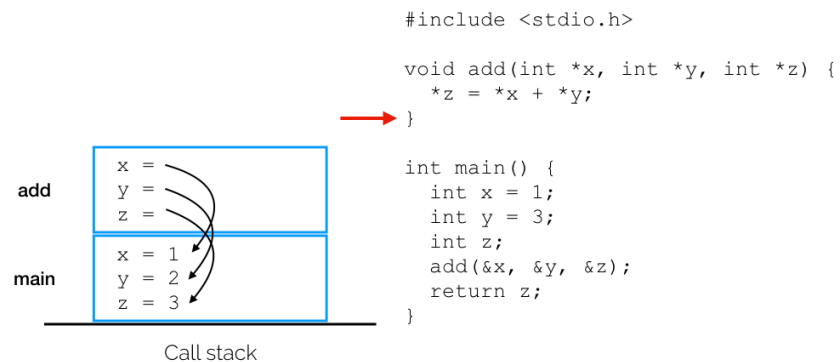 #include <stdio.h>
void add(int *x, int *y, int *z) {
*z = *x + *y;
}
int main() {
int x = 1;
int y = 3;
int z;
add(&x, &y, &z);
return z;
}
add
x =
y =
z =
main
x = 1
y = 2
z = 3
Call stack